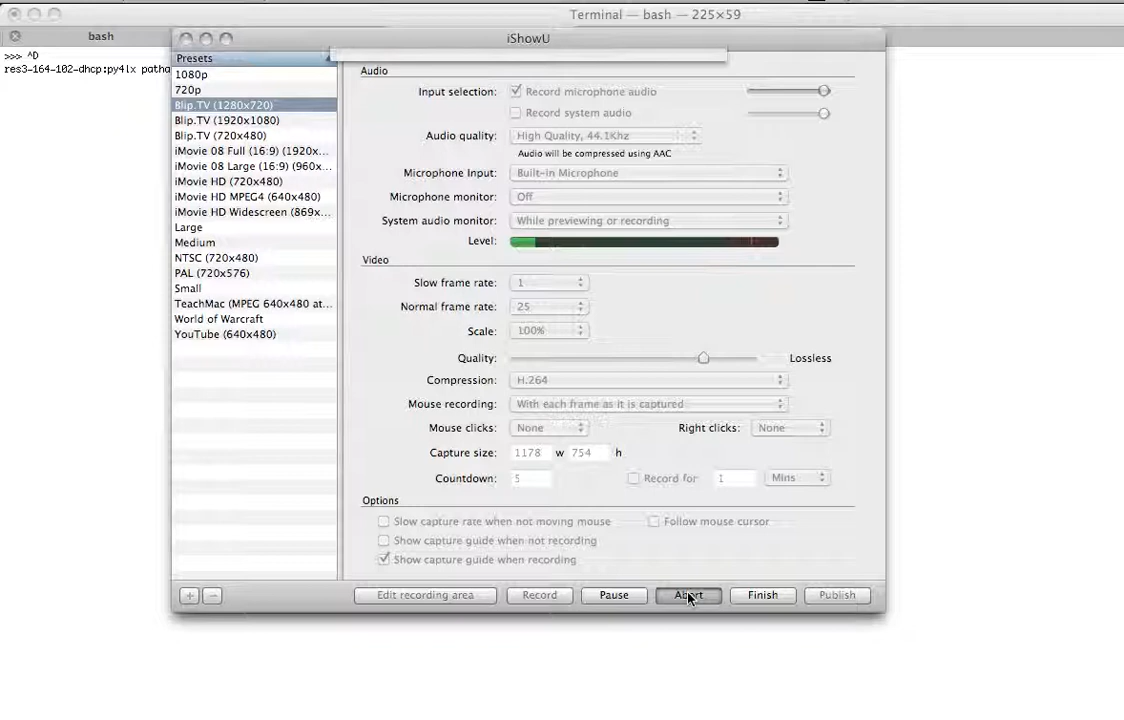 Terminal — bash — 225×59
bash
>>> ^D
res3-164-102-dhcp:py4lx patha
iShowU
Presets
1080p
720p
Blip.TV (1280x720)
Blip.TV (1920x1080)
Blip.TV (720x480)
iMovie 08 Full (16:9) (1920x...
iMovie 08 Large (16:9) (960x...
iMovie HD (720x480)
iMovie HD MPEG4 (640x480)
iMovie HD Widescreen (869x...
Large
Medium
NTSC (720x480)
PAL (720x576)
Small
TeachMac (MPEG 640x480 at...
World of Warcraft
YouTube (640x480)
Audio
Input selection: Record microphone audio
Record system audio
Audio quality: High Quality, 44.1Khz
Audio will be compressed using AAC
Microphone Input: Built-in Microphone
Microphone monitor: Off
System audio monitor: While previewing or recording
Level:
Video
Slow frame rate: 1
Normal frame rate: 25
Scale: 100%
Quality: Lossless
Compression: H.264
Mouse recording: With each frame as it is captured
Mouse clicks: None Right clicks: None
Capture size: 1178 w 754 h
Countdown: 5 Record for 1 Mins
Options
Slow capture rate when not moving mouse Follow mouse cursor
Show capture guide when not recording
Show capture guide when recording
Edit recording area Record Pause Abort Finish Publish